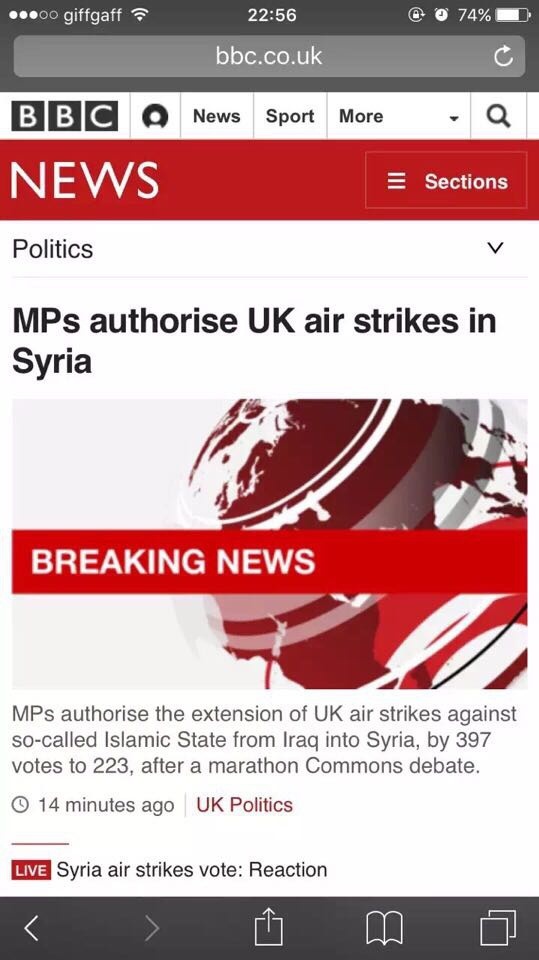 giffgaff 22:56 74%
bbc.co.uk
BBC News Sport More
NEWS Sections
Politics
MPs authorise UK air strikes in
Syria
BREAKING NEWS
MPs authorise the extension of UK air strikes against
so-called Islamic State from Iraq into Syria, by 397
votes to 223, after a marathon Commons debate.
14 minutes ago UK Politics
LIVE Syria air strikes vote: Reaction